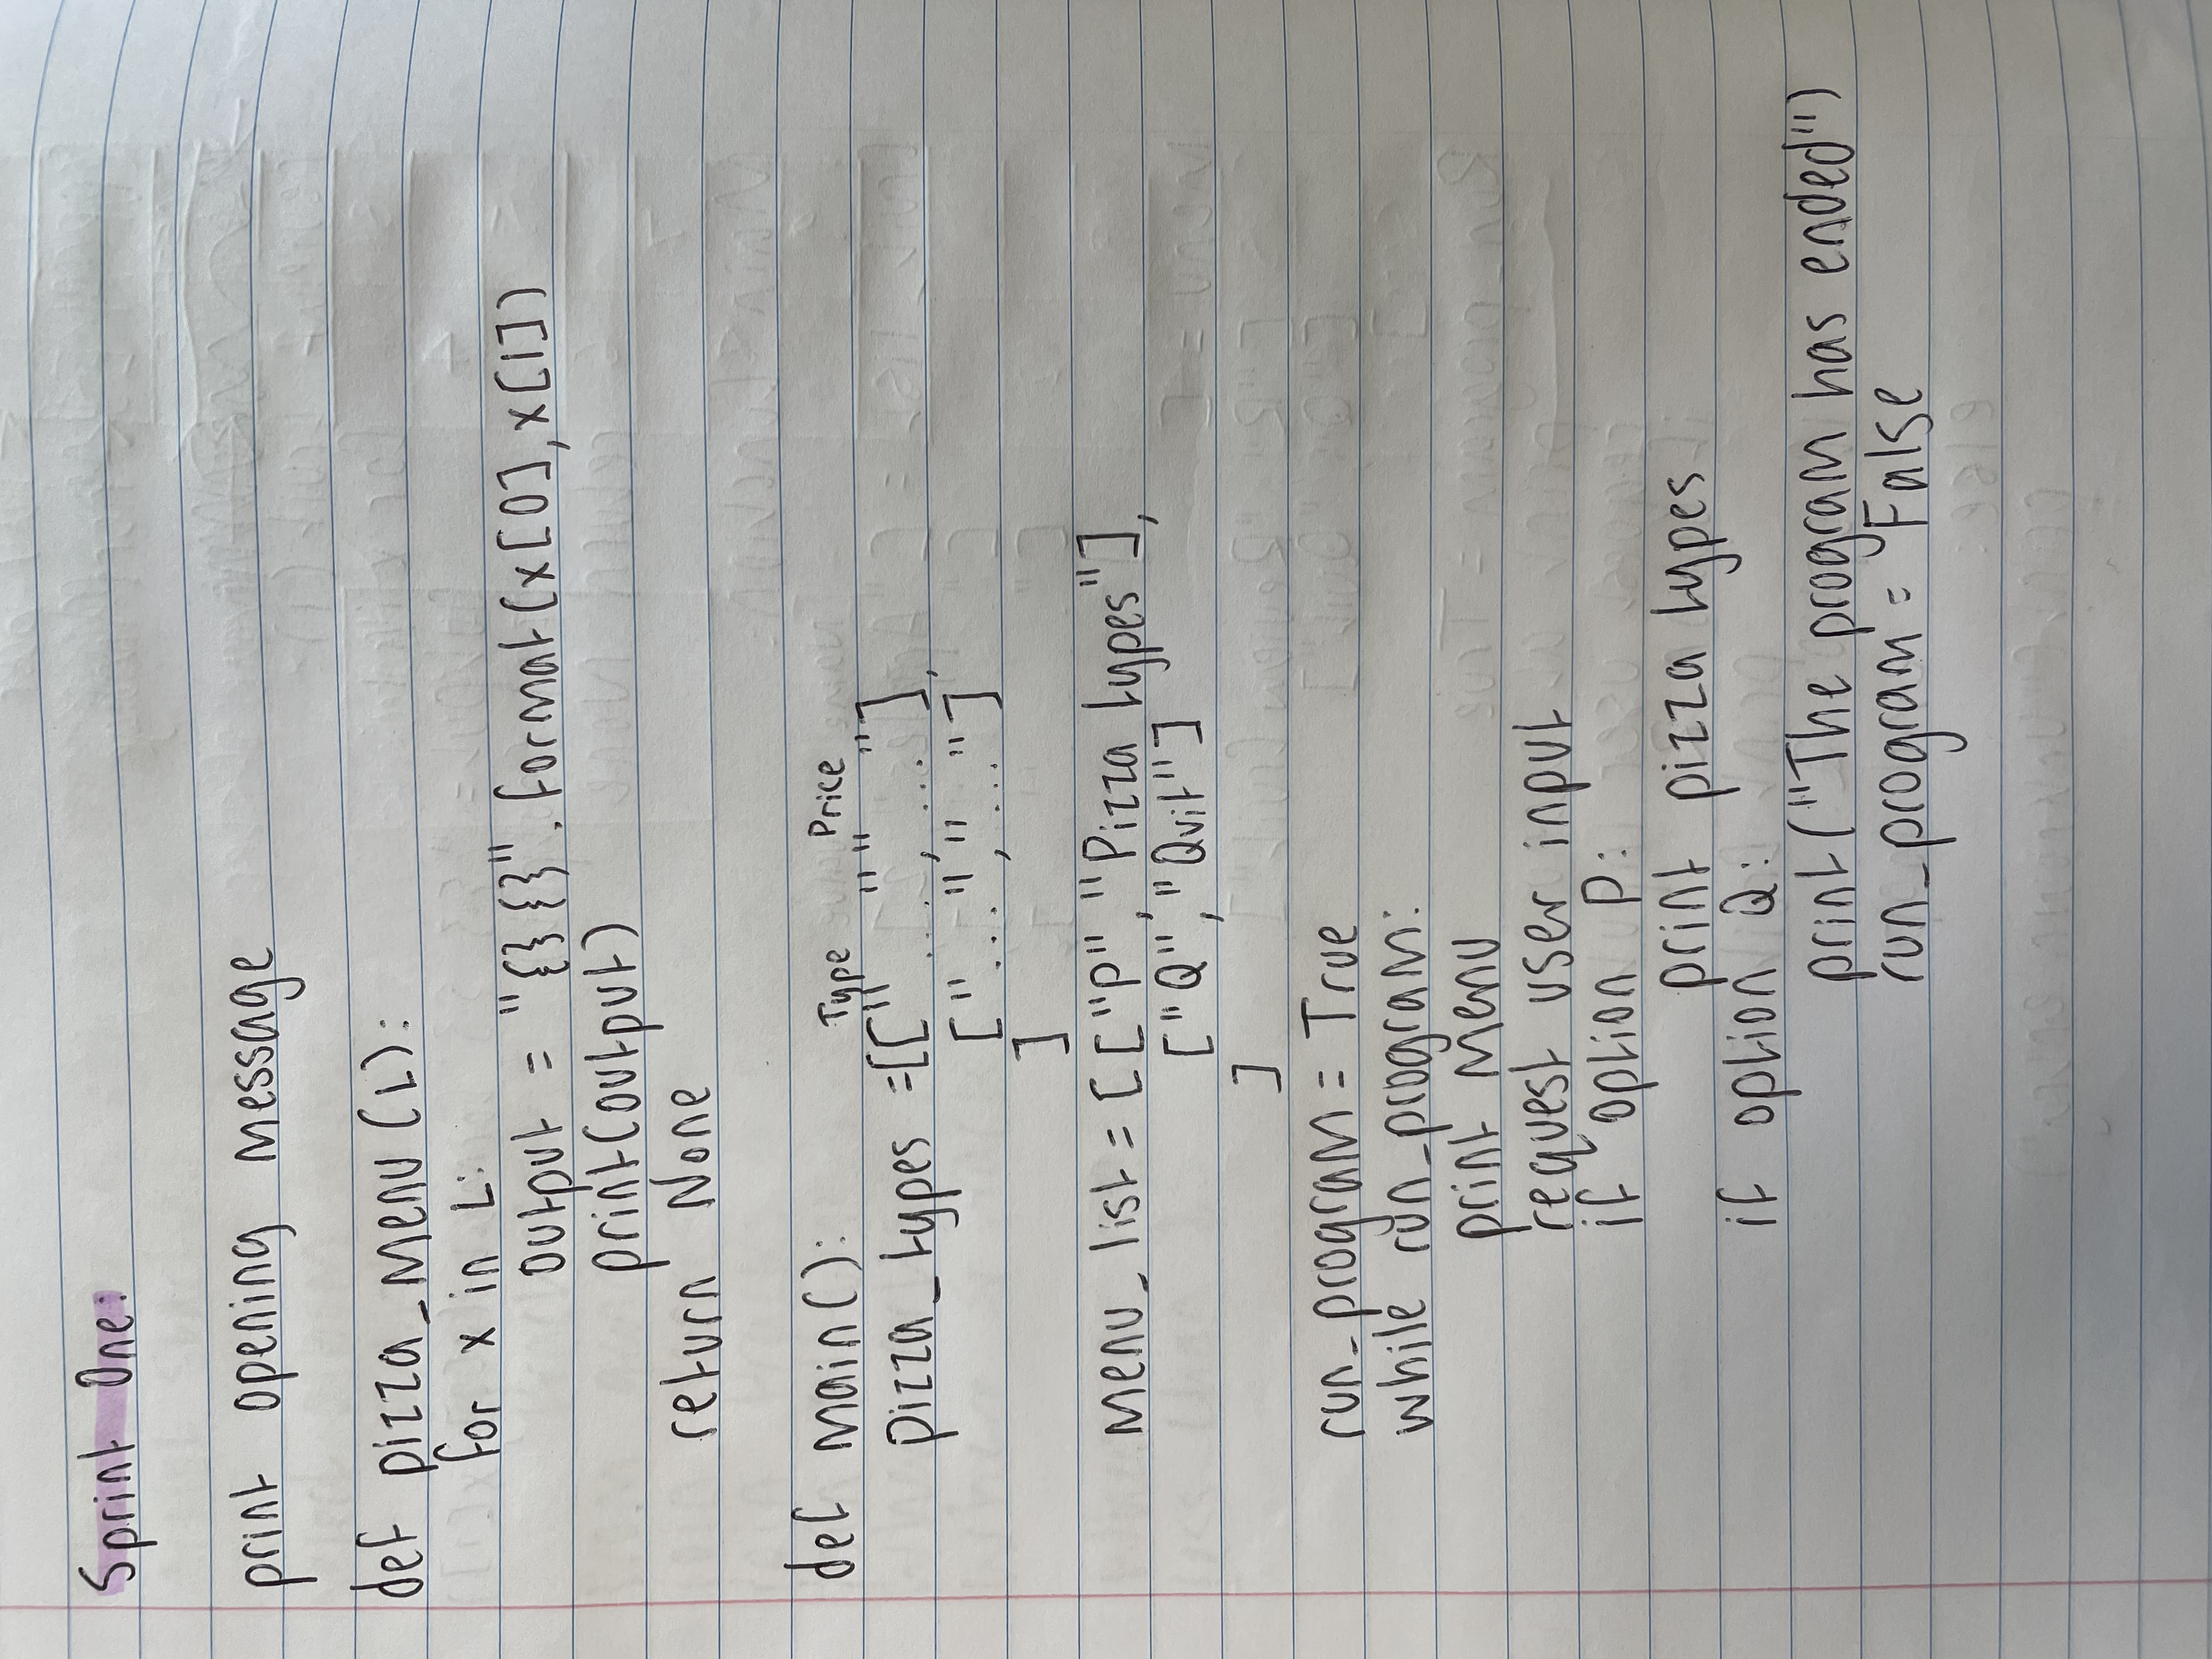 Sprint One:
print opening message
def pizza_menu (L):
for x in L:
output = "{} {}". format(x[0],x[1])
print(output)
return None
def main():
Type Price
pizza_types =[["....","..."],
["...","..."]
]
menu_list = [["P","Pizza types"],
["Q","Quit"]
]
run_program = True
while run_program:
print menu
request user input
if option P:
print pizza types
if option Q:
print("The program has ended")
run_program = False